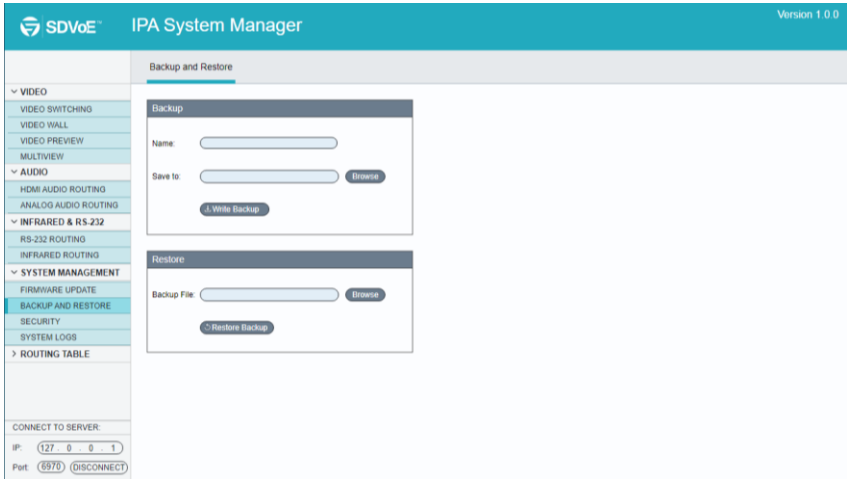 SDVoE™ IPA System Manager Version 1.0.0
Backup and Restore
VIDEO
VIDEO SWITCHING
VIDEO WALL
VIDEO PREVIEW
MULTIVIEW
AUDIO
HDMI AUDIO ROUTING
ANALOG AUDIO ROUTING
INFRARED & RS-232
RS-232 ROUTING
INFRARED ROUTING
SYSTEM MANAGEMENT
FIRMWARE UPDATE
BACKUP AND RESTORE
SECURITY
SYSTEM LOGS
ROUTING TABLE
CONNECT TO SERVER:
IP: 127 . 0 . 0 . 1
Port: 6970 DISCONNECT
Backup
Name:
Save to: Browse
Write Backup
Restore
Backup File: Browse
Restore Backup